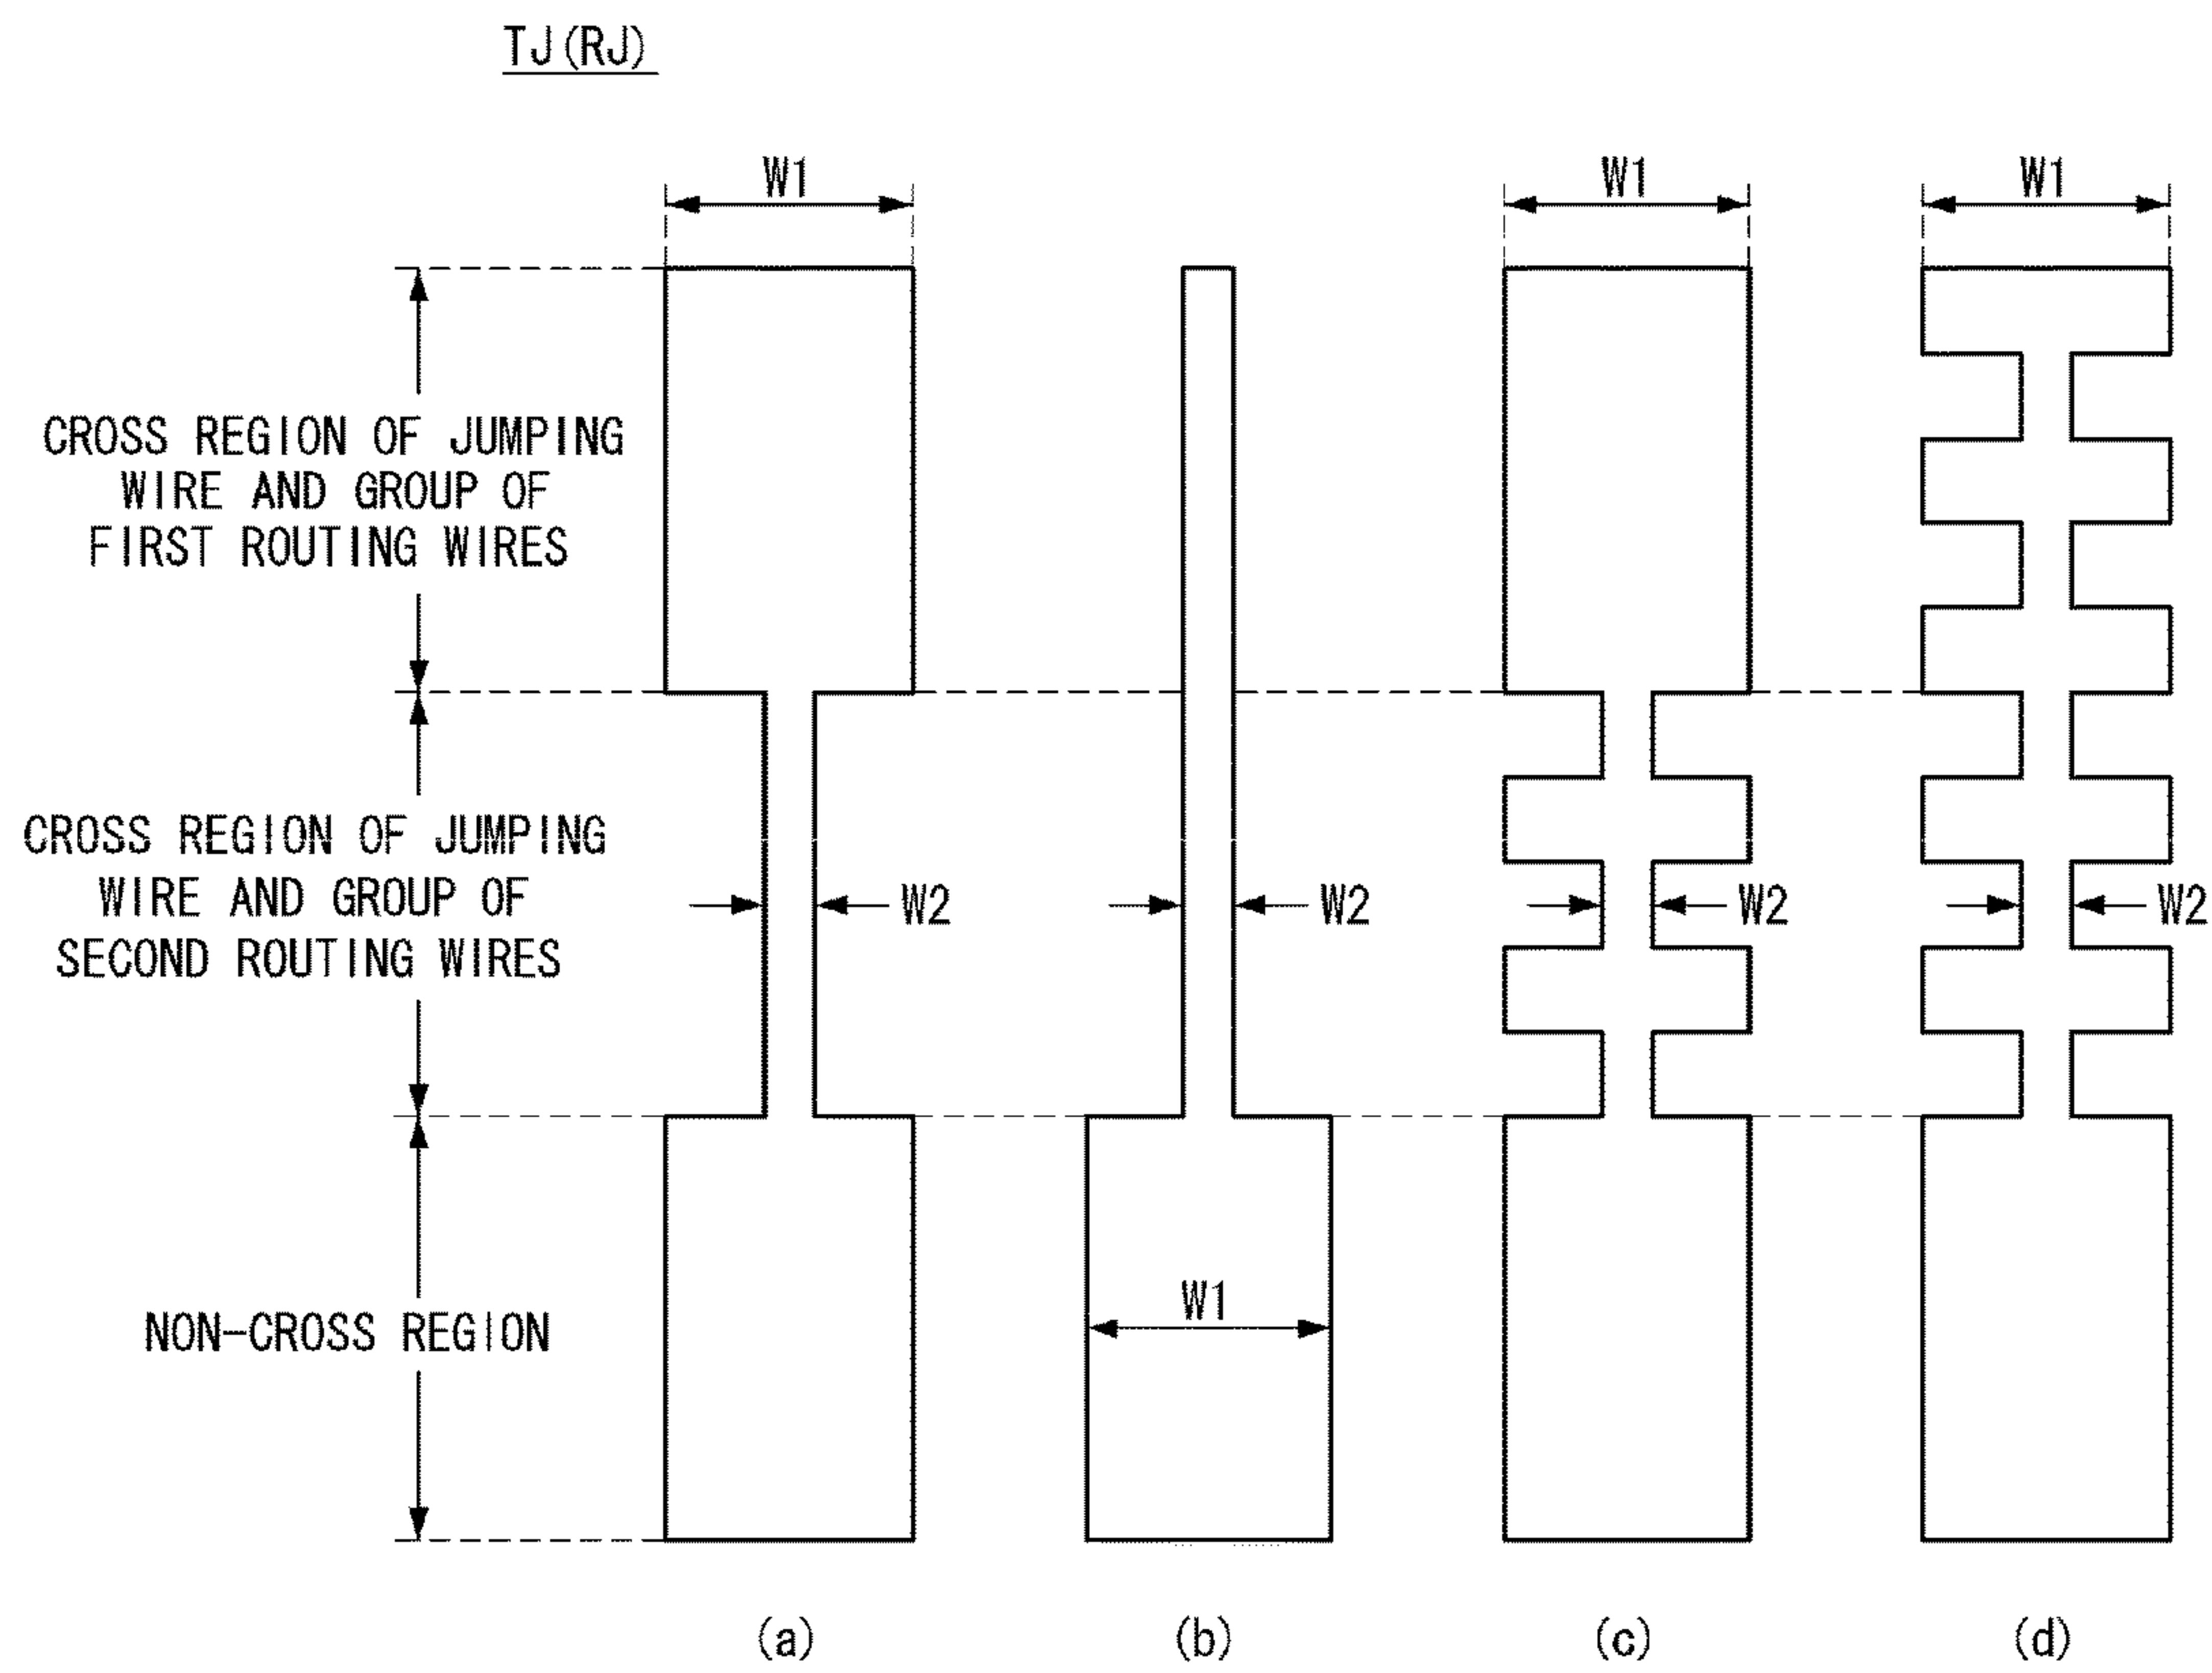 TJ(RJ)
W1
W1
W1
CROSS REGION OF JUMPING
WIRE AND GROUP OF
FIRST ROUTING WIRES
CROSS REGION OF JUMPING
WIRE AND GROUP OF
SECOND ROUTING WIRES
W2
W2
W2
W2
NON-CROSS REGION
W1
(a)
(b)
(c)
(d)